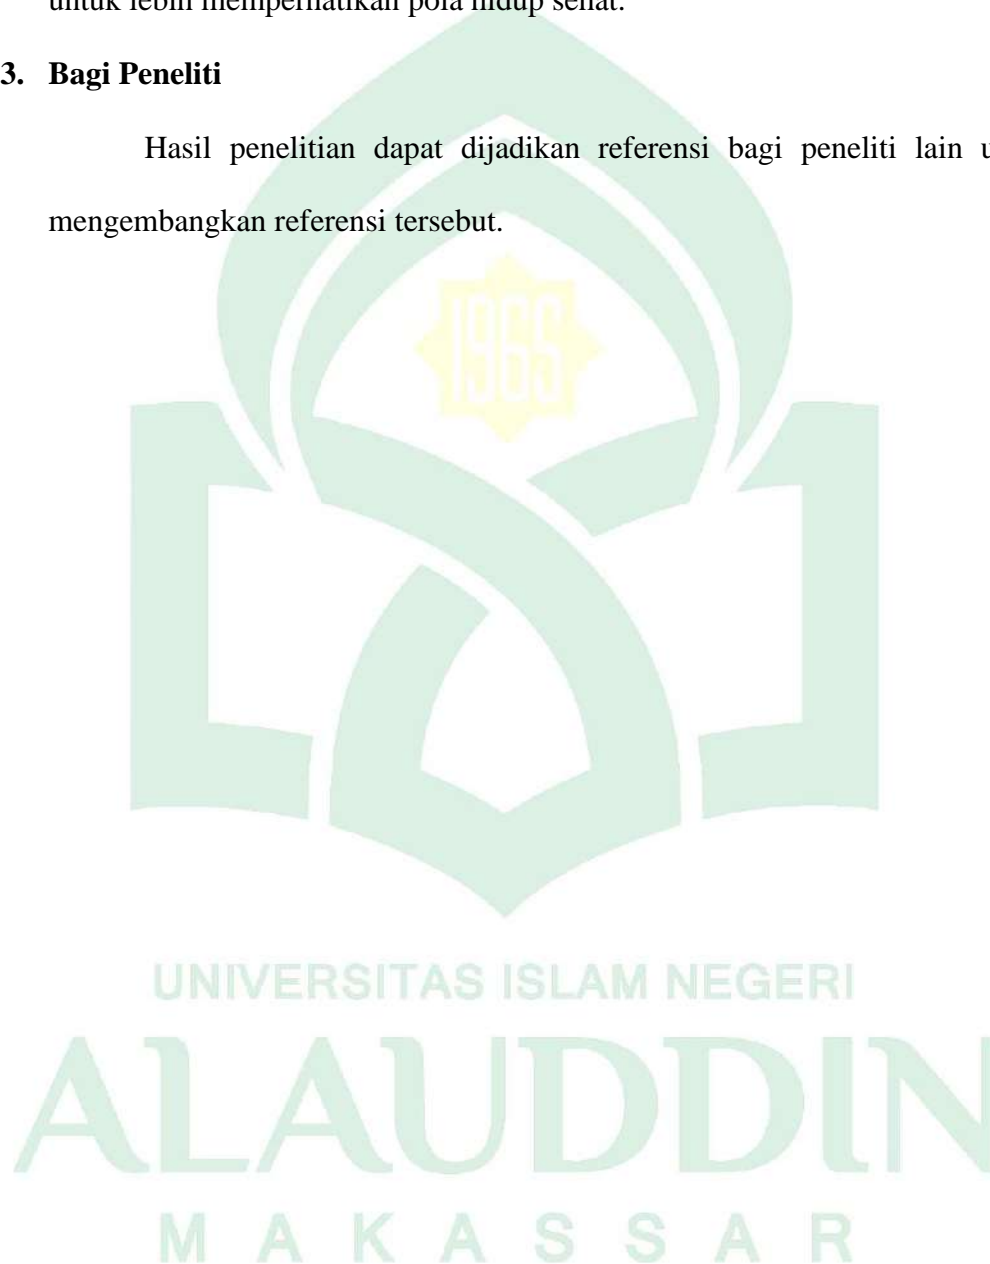 untuk lebih memperhatikan pola hidup sehat.
3. Bagi Peneliti
Hasil penelitian dapat dijadikan referensi bagi peneliti lain u
mengembangkan referensi tersebut.
1965
UNIVERSITAS ISLAM NEGERI
ALAUDDIN
MAKASSAR